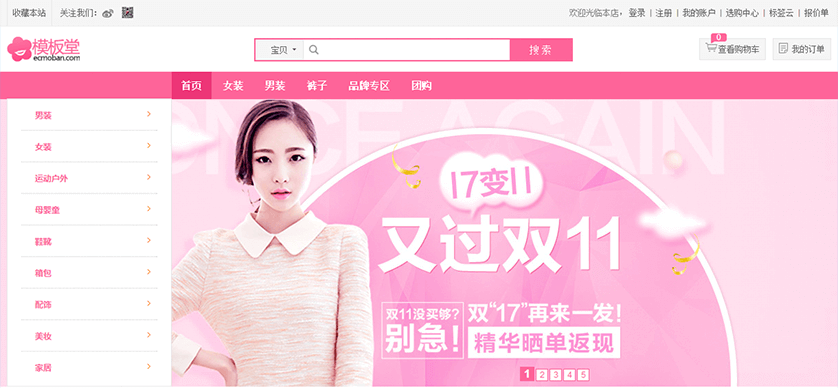 收藏本站 关注我们:
欢迎光临本店, 登录 | 注册 | 我的账户 | 选购中心 | 标签云 | 报价单
模板堂
ecmoban.com
宝贝
搜索
0
查看购物车
我的订单
首页 女装 男装 裤子 品牌专区 团购
男装
女装
运动户外
母婴童
鞋靴
箱包
配饰
美妆
家居
ONCE AGAIN
17变11
又过双11
双11没买够?
别急!
双“17”再来一发!
精华晒单返现
1 2 3 4 5